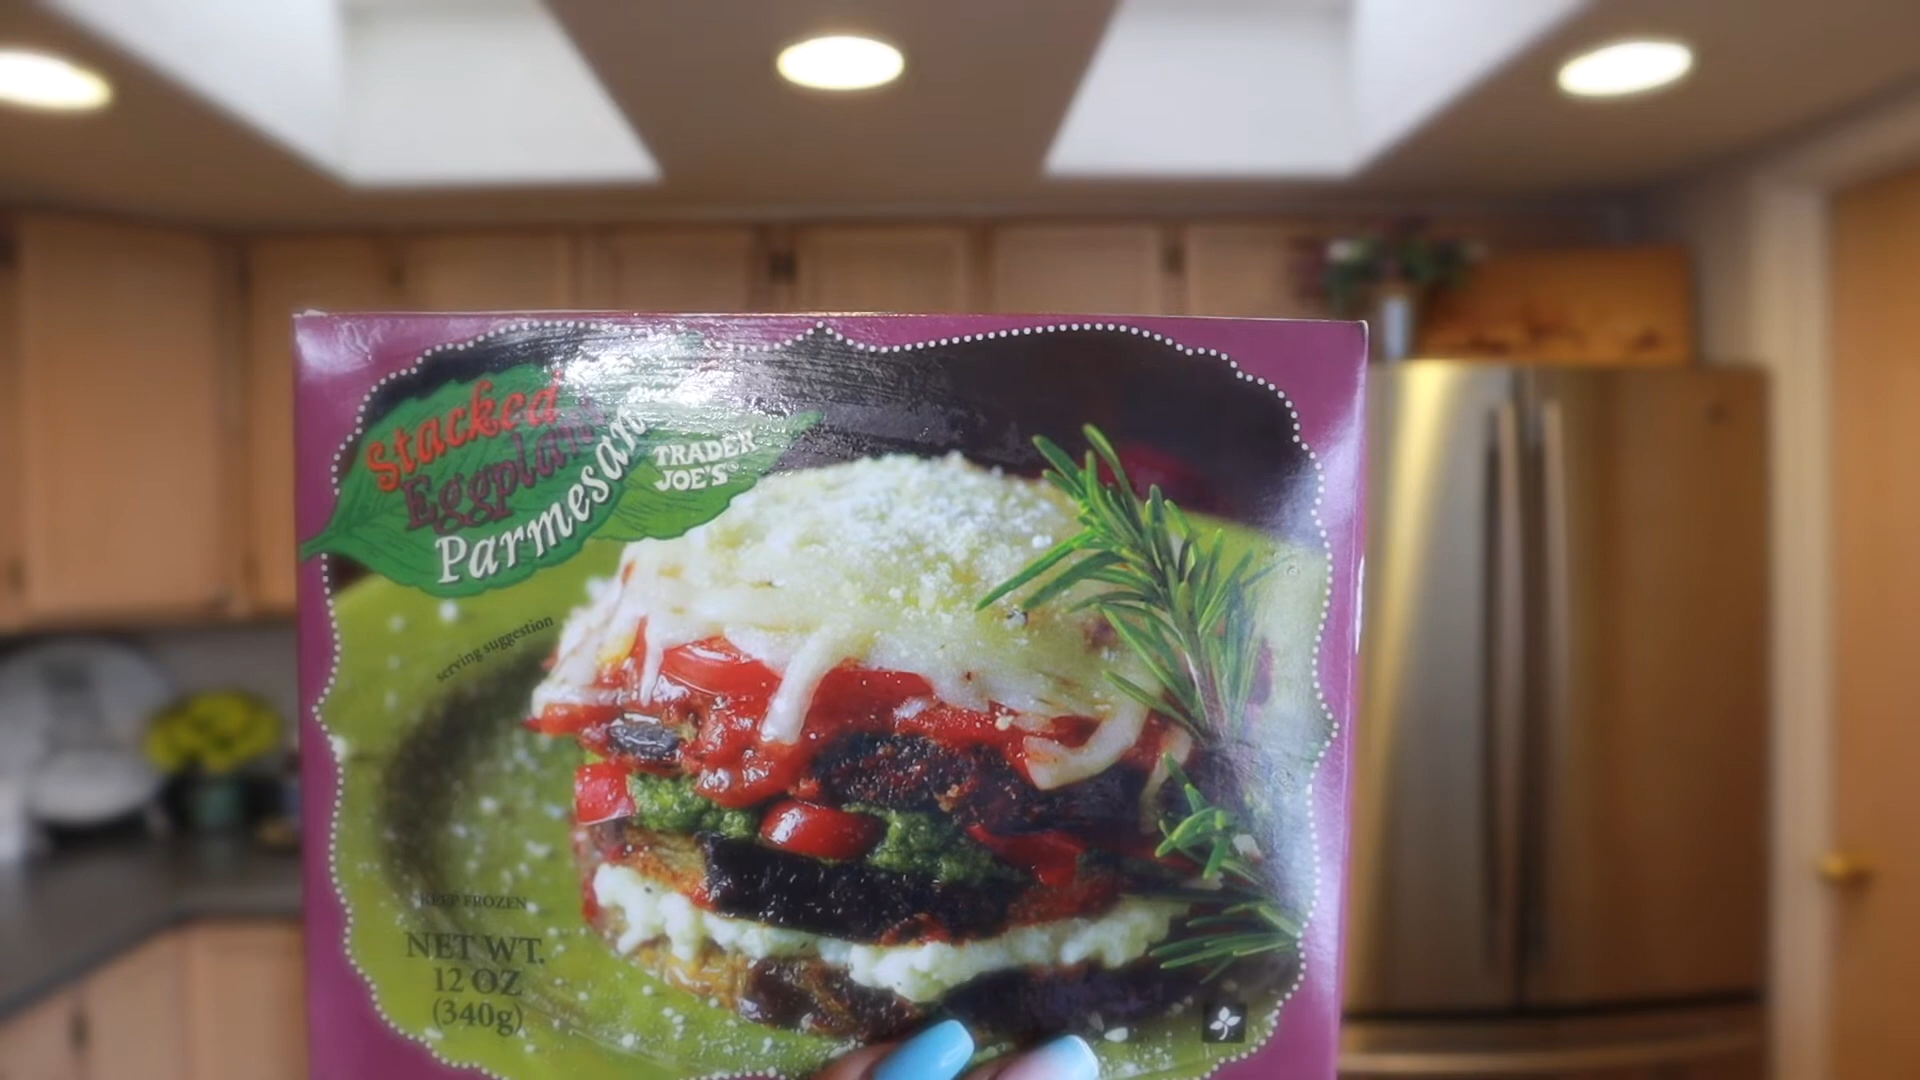 Stacked
Eggplant
Parmesan
TRADER
JOE'S
serving suggestion
KEEP FROZEN
NET WT.
12 OZ
(340g)